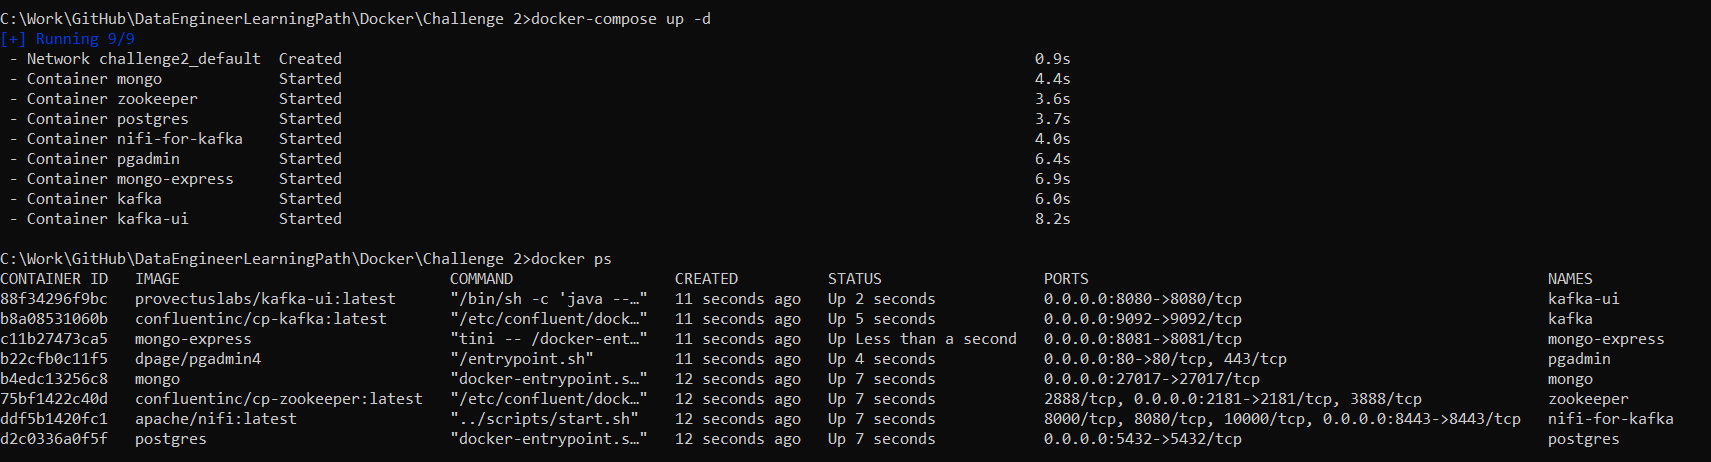 C:\Work\GitHub\DataEngineerLearningPath\Docker\Challenge 2>docker-compose up -d
[+] Running 9/9
 - Network challenge2_default  Created  0.9s
 - Container mongo             Started  4.4s
 - Container zookeeper         Started  3.6s
 - Container postgres          Started  3.7s
 - Container nifi-for-kafka    Started  4.0s
 - Container pgadmin           Started  6.4s
 - Container mongo-express     Started  6.9s
 - Container kafka             Started  6.0s
 - Container kafka-ui          Started  8.2s
C:\Work\GitHub\DataEngineerLearningPath\Docker\Challenge 2>docker ps
CONTAINER ID   IMAGE                              COMMAND                  CREATED          STATUS                  PORTS                                                NAMES
88f34296f9bc   provectuslabs/kafka-ui:latest      "/bin/sh -c 'java --…"   11 seconds ago   Up 2 seconds            0.0.0.0:8080->8080/tcp                               kafka-ui
b8a08531060b   confluentinc/cp-kafka:latest       "/etc/confluent/dock…"   11 seconds ago   Up 5 seconds            0.0.0.0:9092->9092/tcp                               kafka
c11b27473ca5   mongo-express                      "tini -- /docker-ent…"   11 seconds ago   Up Less than a second   0.0.0.0:8081->8081/tcp                               mongo-express
b22cfb0c11f5   dpage/pgadmin4                     "/entrypoint.sh"         11 seconds ago   Up 4 seconds            0.0.0.0:80->80/tcp, 443/tcp                          pgadmin
b4edc13256c8   mongo                              "docker-entrypoint.s…"   12 seconds ago   Up 7 seconds            0.0.0.0:27017->27017/tcp                             mongo
75bf1422c40d   confluentinc/cp-zookeeper:latest   "/etc/confluent/dock…"   12 seconds ago   Up 7 seconds            2888/tcp, 0.0.0.0:2181->2181/tcp, 3888/tcp           zookeeper
ddf5b1420fc1   apache/nifi:latest                 "../scripts/start.sh"    12 seconds ago   Up 7 seconds            8000/tcp, 8080/tcp, 10000/tcp, 0.0.0.0:8443->8443/tcp   nifi-for-kafka
d2c0336a0f5f   postgres                           "docker-entrypoint.s…"   12 seconds ago   Up 7 seconds            0.0.0.0:5432->5432/tcp                               postgres